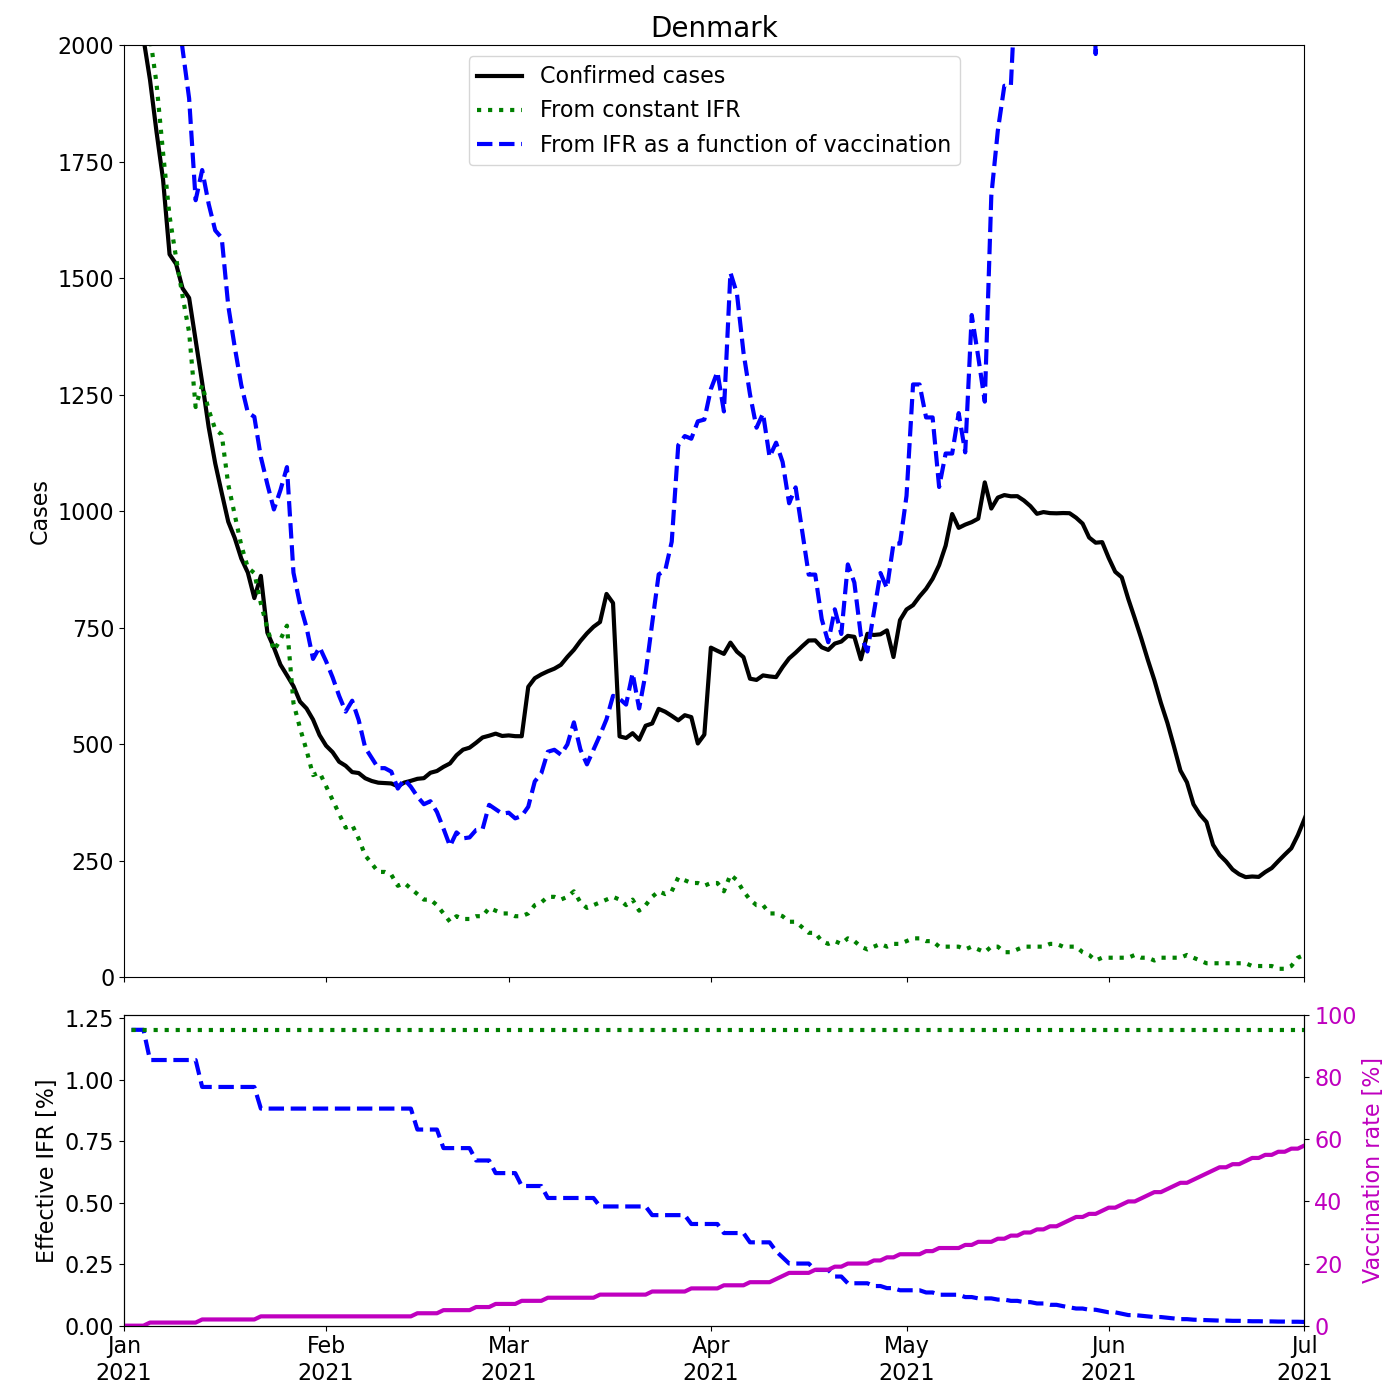 Denmark
2000
1750
1500
1250
1000
750
500
250
0
Cases
Confirmed cases
From constant IFR
From IFR as a function of vaccination
1.25
1.00
0.75
0.50
0.25
0.00
Effective IFR [%]
100
80
60
40
20
0
Vaccination rate [%]
Jan Feb Mar Apr May Jun Jul
2021 2021 2021 2021 2021 2021 2021